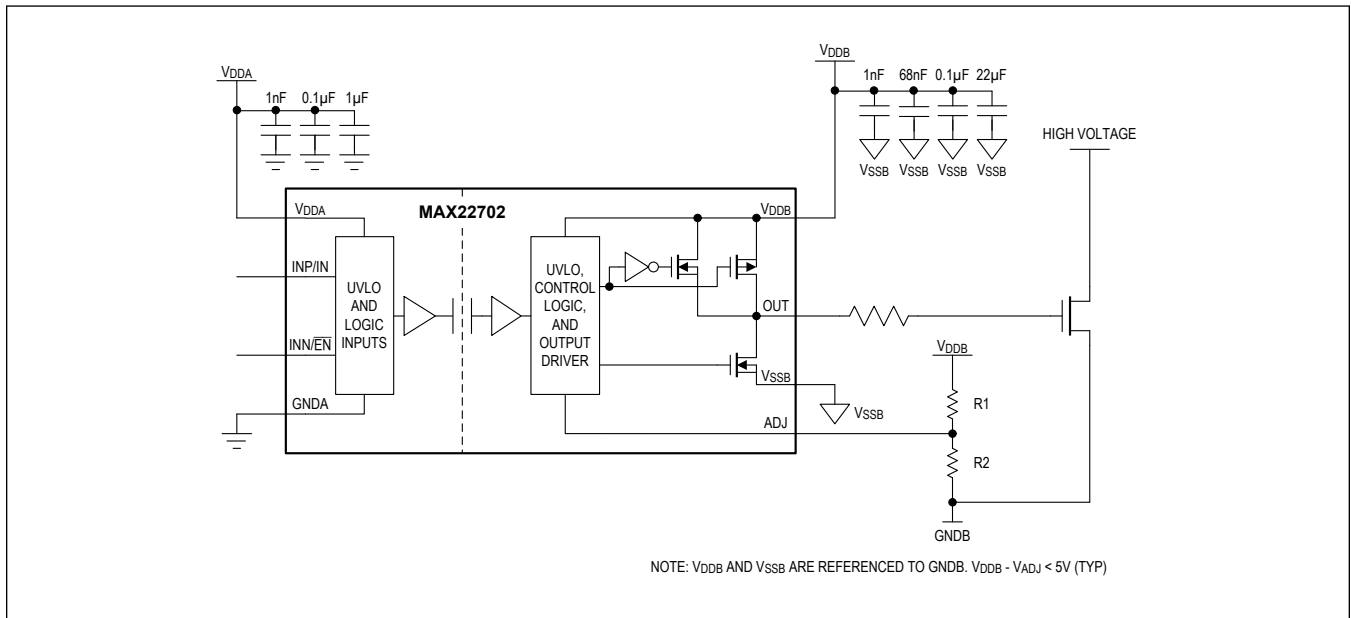 VDDA
1nF 0.1µF 1µF
VDDB
1nF 68nF 0.1µF 22µF
VSSB VSSB VSSB VSSB
HIGH VOLTAGE
MAX22702
VDDA
INP/IN
INN/E̅N̅
GNDA
UVLO
AND
LOGIC
INPUTS
UVLO,
CONTROL
LOGIC,
AND
OUTPUT
DRIVER
VDDB
OUT
VSSB
VSSB
ADJ
VDDB
R1
R2
GNDB
NOTE: VDDB AND VSSB ARE REFERENCED TO GNDB. VDDB - VADJ < 5V (TYP)